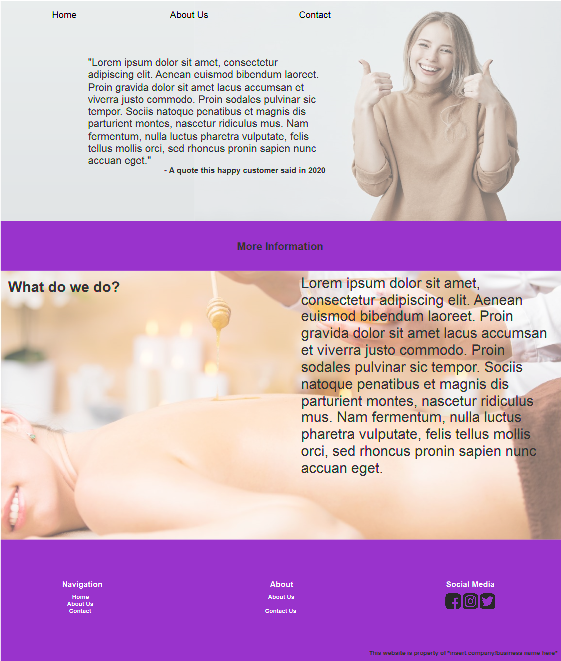 Home About Us Contact
"Lorem ipsum dolor sit amet, consectetur
adipiscing elit. Aenean euismod bibendum laoreet.
Proin gravida dolor sit amet lacus accumsan et
viverra justo commodo. Proin sodales pulvinar sic
tempor. Sociis natoque penatibus et magnis dis
parturient montes, nascetur ridiculus mus. Nam
fermentum, nulla luctus pharetra vulputate, felis
tellus mollis orci, sed rhoncus pronin sapien nunc
accuan eget."
- A quote this happy customer said in 2020
More Information
What do we do?
Lorem ipsum dolor sit amet,
consectetur adipiscing elit. Aenean
euismod bibendum laoreet. Proin
gravida dolor sit amet lacus accumsan
et viverra justo commodo. Proin
sodales pulvinar sic tempor. Sociis
natoque penatibus et magnis dis
parturient montes, nascetur ridiculus
mus. Nam fermentum, nulla luctus
pharetra vulputate, felis tellus mollis
orci, sed rhoncus pronin sapien nunc
accuan eget.
Navigation
Home
About Us
Contact
About
About Us
Contact Us
Social Media
This website is property of "insert company/business name here"